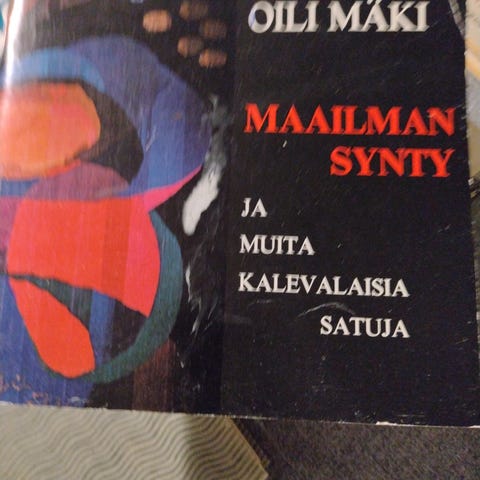 OILI MÄKI
MAAILMAN
SYNTY
JA
MUITA
KALEVALAISIA
SATUJA